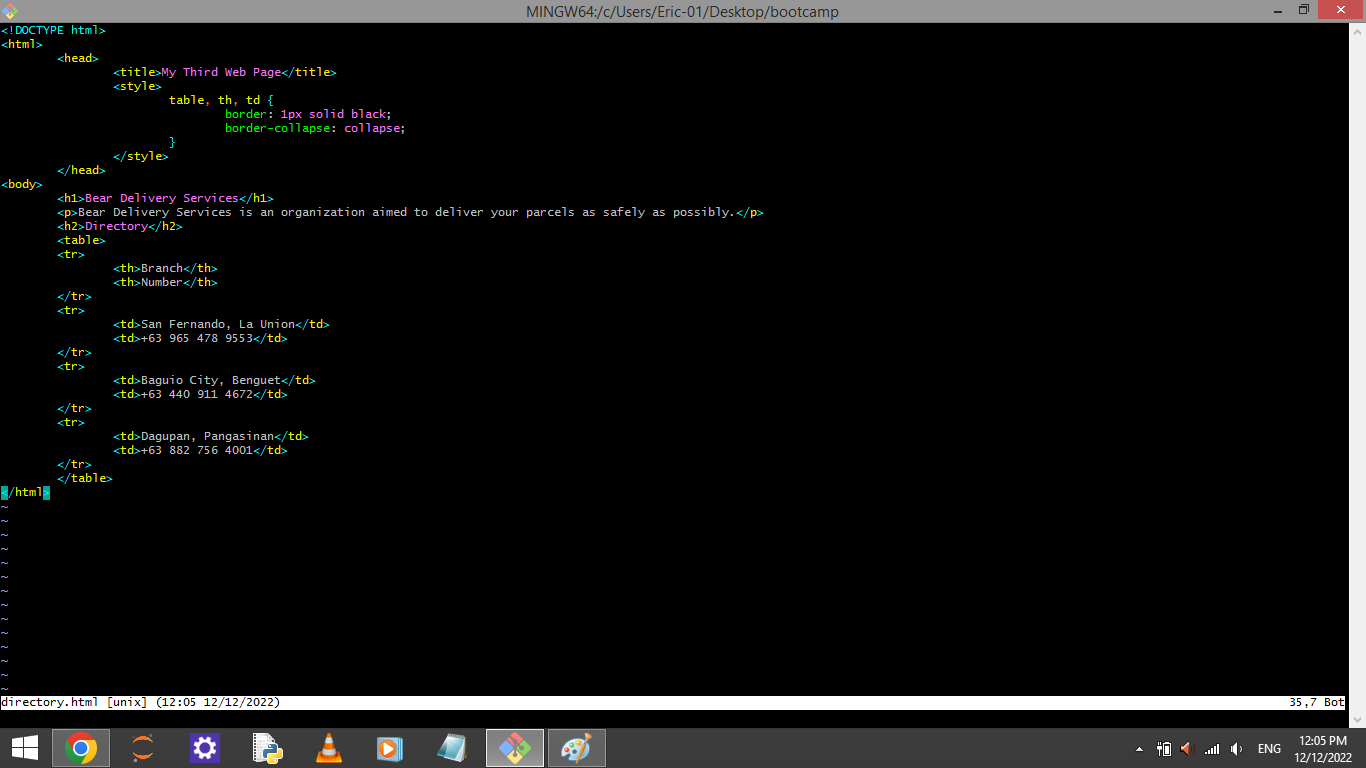 MINGW64:/c/Users/Eric-01/Desktop/bootcamp
<!DOCTYPE html>
<html>
<head>
<title>My Third Web Page</title>
<style>
table, th, td {
border: 1px solid black;
border-collapse: collapse;
}
</style>
</head>
<body>
<h1>Bear Delivery Services</h1>
<p>Bear Delivery Services is an organization aimed to deliver your parcels as safely as possibly.</p>
<h2>Directory</h2>
<table>
<tr>
<th>Branch</th>
<th>Number</th>
</tr>
<tr>
<td>San Fernando, La Union</td>
<td>+63 965 478 9553</td>
</tr>
<tr>
<td>Baguio City, Benguet</td>
<td>+63 440 911 4672</td>
</tr>
<tr>
<td>Dagupan, Pangasinan</td>
<td>+63 882 756 4001</td>
</tr>
</table>
</html>
~
~
~
~
~
~
~
~
~
~
~
~
~
~
directory.html [unix] (12:05 12/12/2022) 35,7 Bot
ENG
12:05 PM
12/12/2022